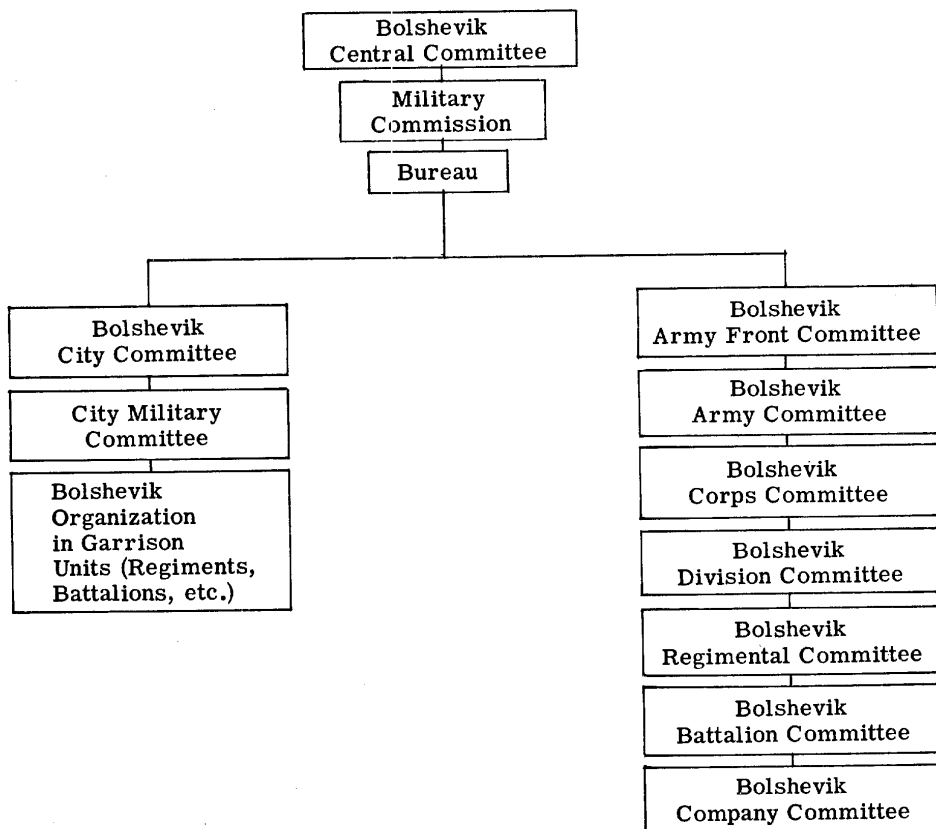 Bolshevik
Central Committee
Military
Commission
Bureau
Bolshevik
City Committee
City Military
Committee
Bolshevik
Organization
in Garrison
Units (Regiments,
Battalions, etc.)
Bolshevik
Army Front Committee
Bolshevik
Army Committee
Bolshevik
Corps Committee
Bolshevik
Division Committee
Bolshevik
Regimental Committee
Bolshevik
Battalion Committee
Bolshevik
Company Committee